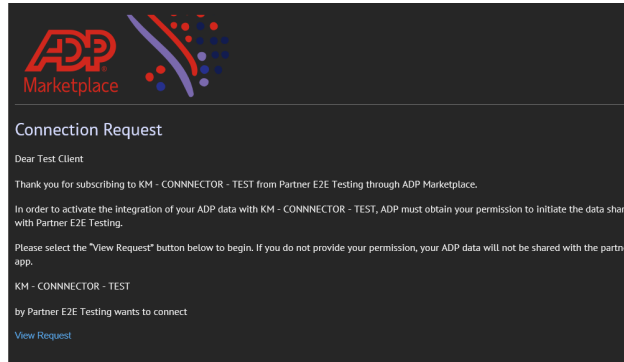 ADP
Marketplace
Connection Request
Dear Test Client
Thank you for subscribing to KM - CONNNECTOR - TEST from Partner E2E Testing through ADP Marketplace.
In order to activate the integration of your ADP data with KM - CONNNECTOR - TEST, ADP must obtain your permission to initiate the data shar
with Partner E2E Testing.
Please select the "View Request" button below to begin. If you do not provide your permission, your ADP data will not be shared with the partn
app.
KM - CONNNECTOR - TEST
by Partner E2E Testing wants to connect
View Request